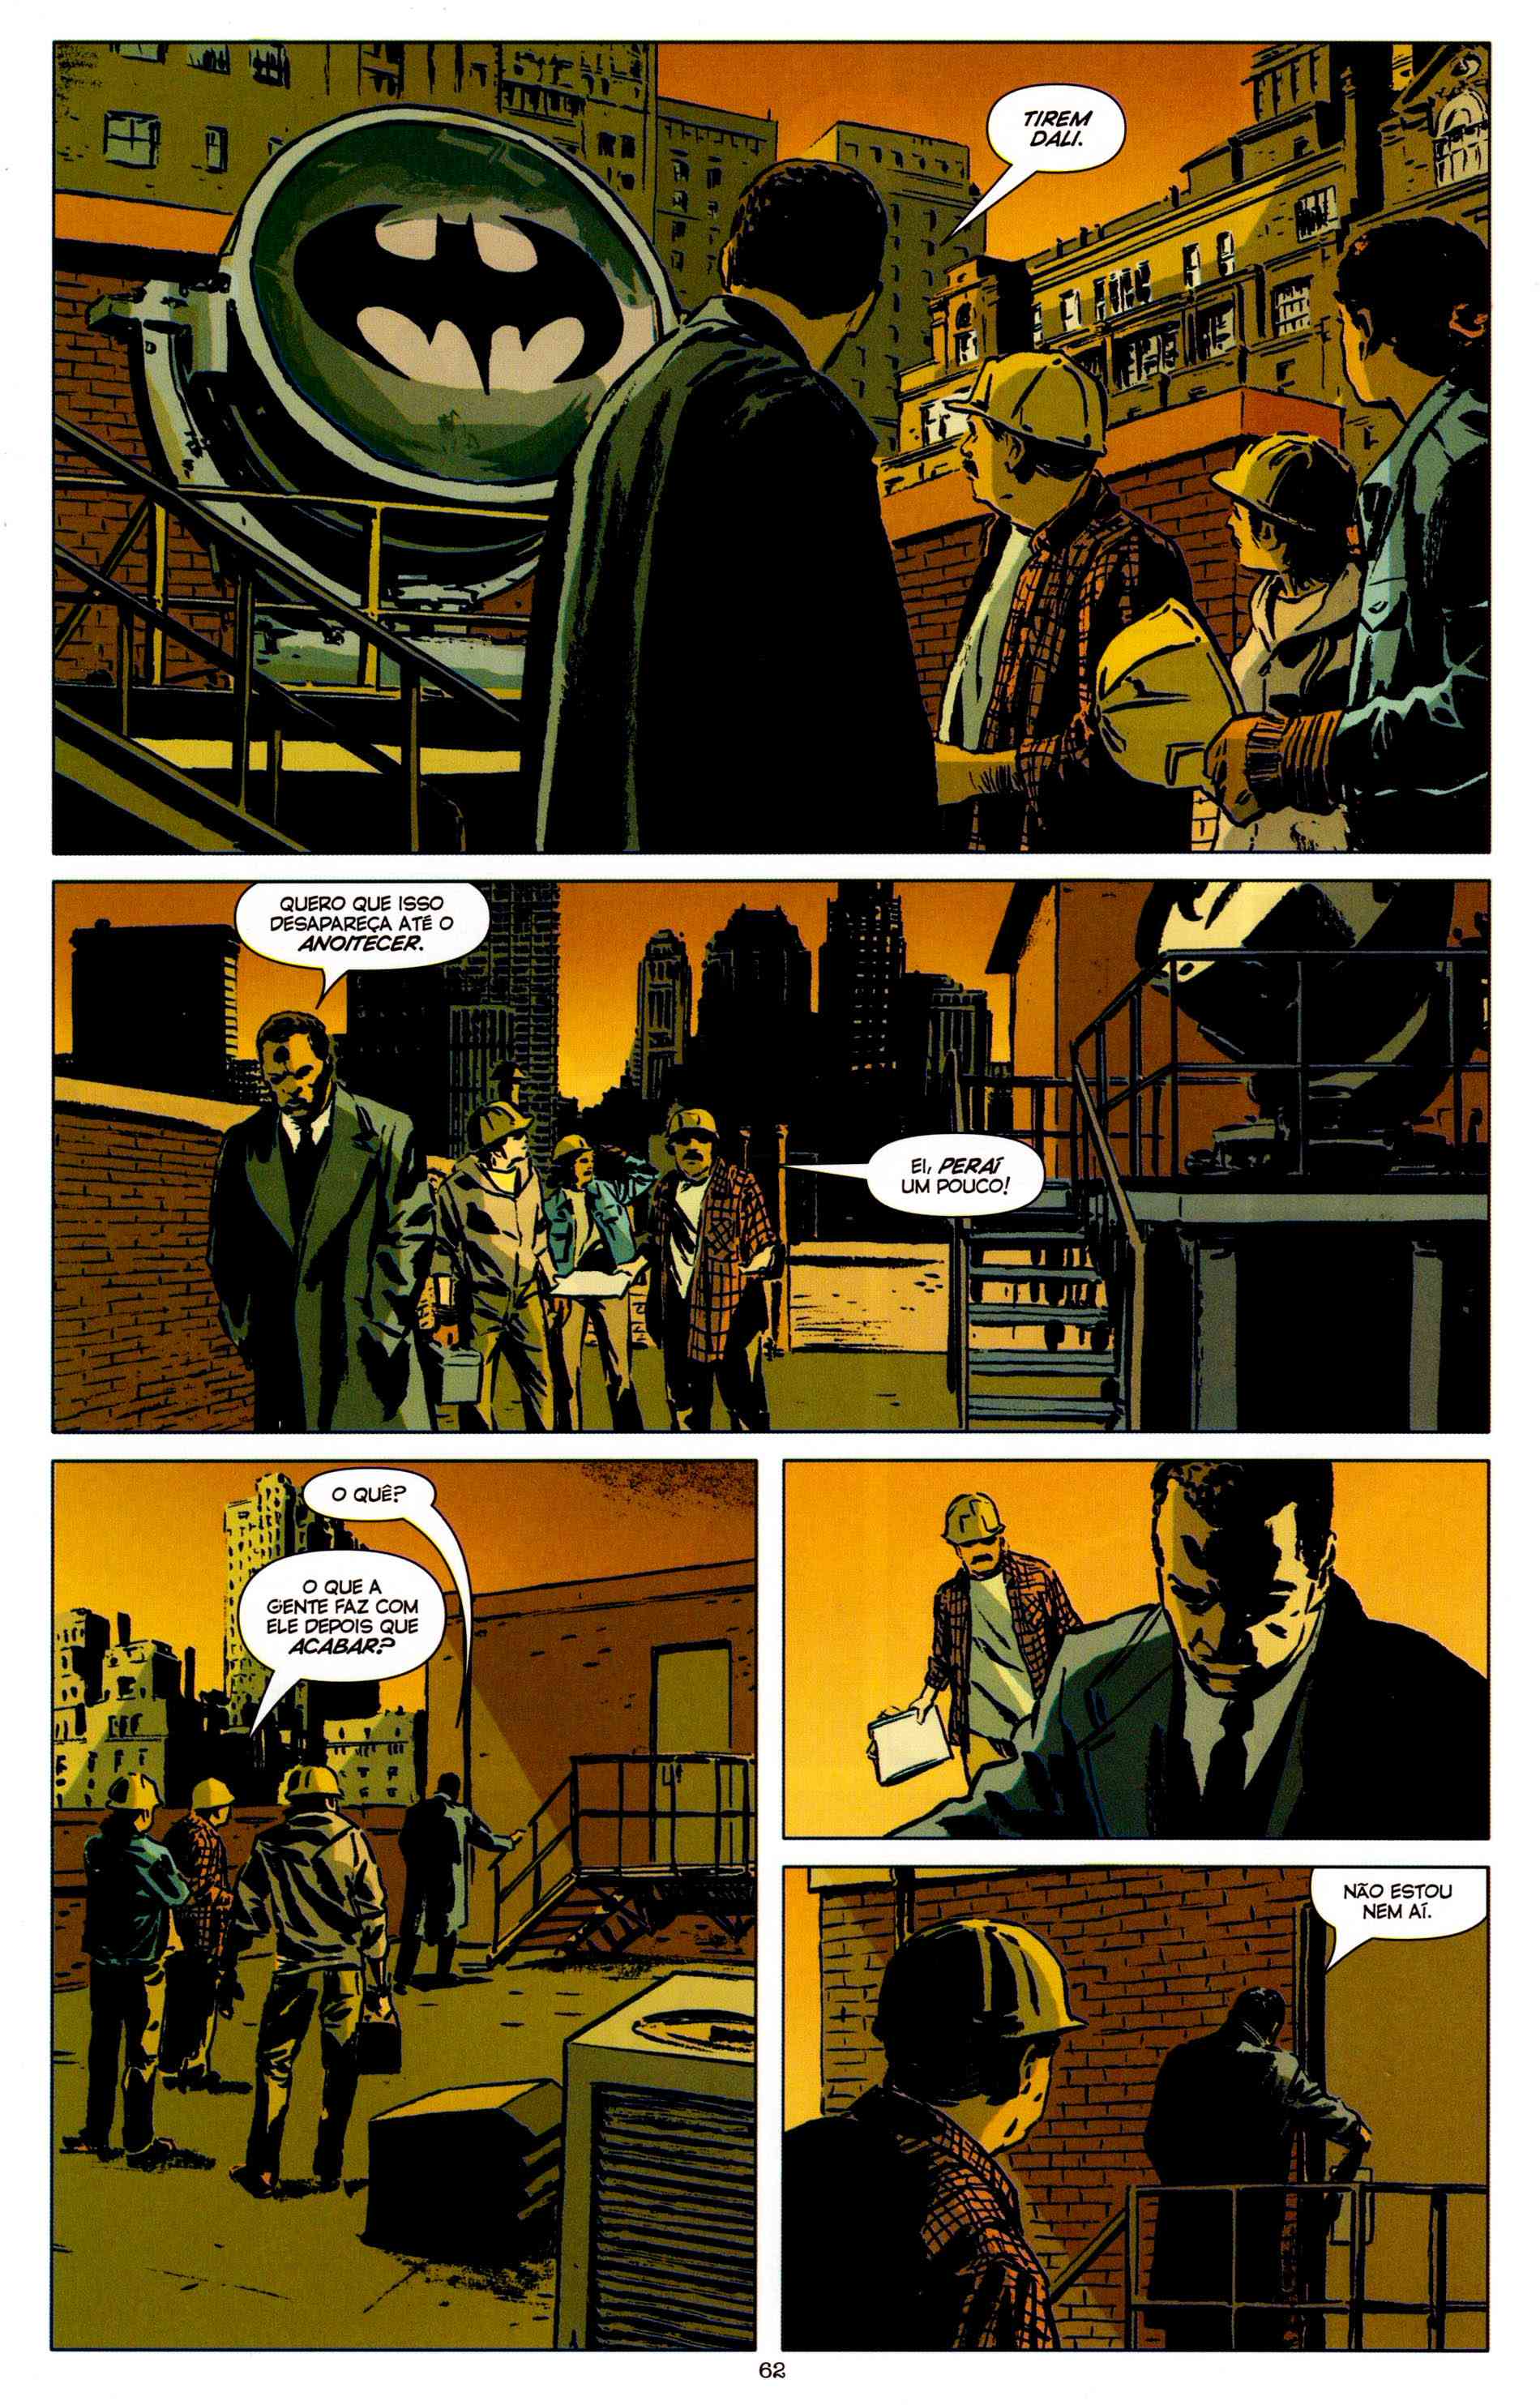 TIREM
DALI.
QUERO QUE ISSO
DESAPAREÇA ATÉ O
ANOITECER.
EI, PERAÍ
UM POUCO!
O QUÊ?
O QUE A
GENTE FAZ COM
ELE DEPOIS QUE
ACABAR?
NÃO ESTOU
NEM AÍ.
62